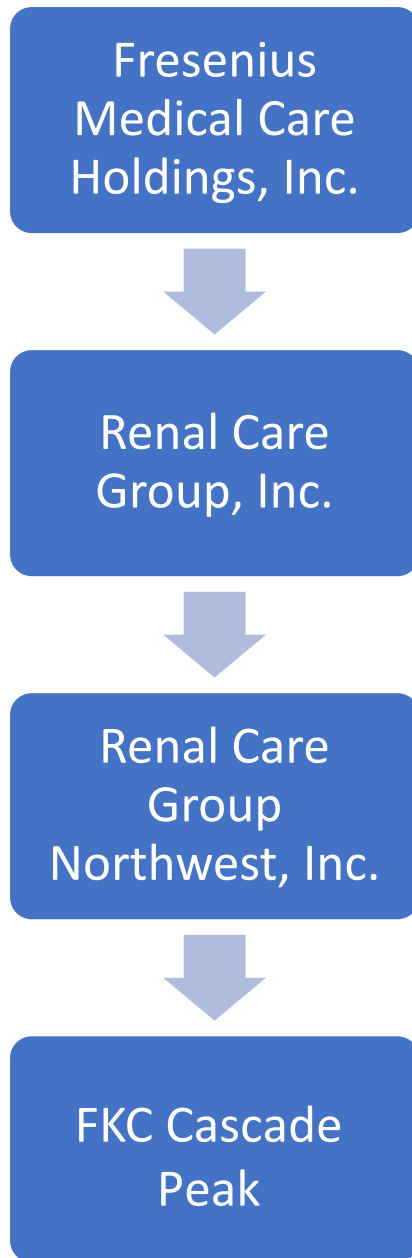 Fresenius
Medical Care
Holdings, Inc.
Renal Care
Group, Inc.
Renal Care
Group
Northwest, Inc.
FKC Cascade
Peak